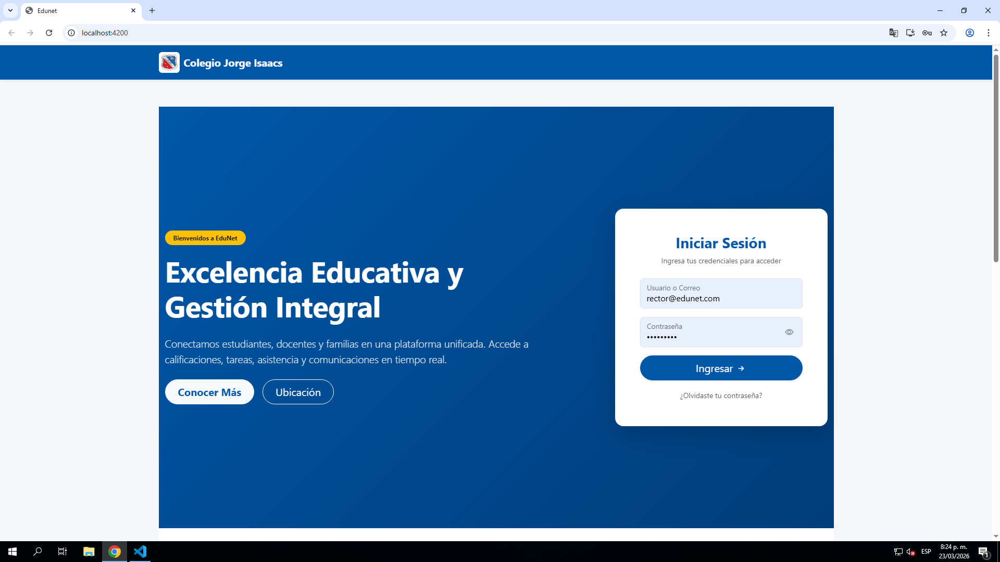 Edunet
localhost:4200
Colegio Jorge Isaacs
Bienvenidos a EduNet
Excelencia Educativa y
Gestión Integral
Conectamos estudiantes, docentes y familias en una plataforma unificada. Accede a
calificaciones, tareas, asistencia y comunicaciones en tiempo real.
Conocer Más
Ubicación
Iniciar Sesión
Ingresa tus credenciales para acceder
Usuario o Correo
rector@edunet.com
Contraseña
•••••••••
Ingresar →
¿Olvidaste tu contraseña?
ESP
8:24 p. m.
23/03/2026
1